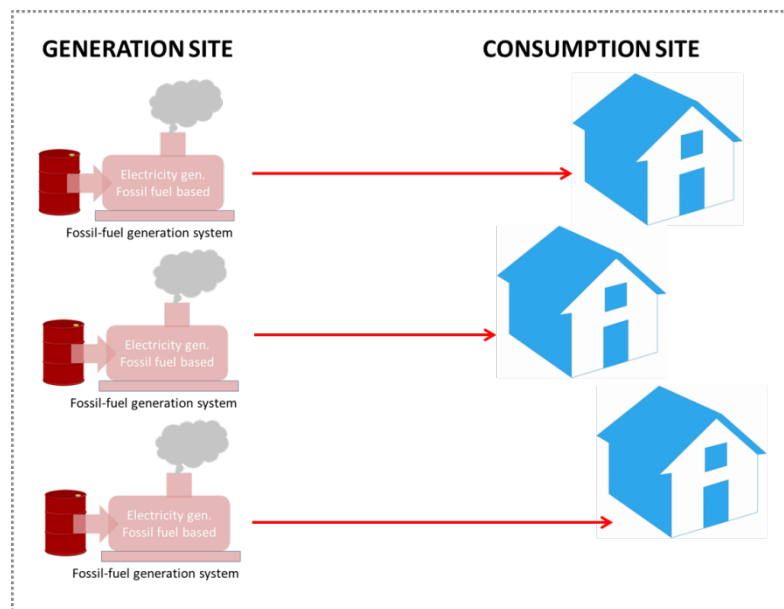 GENERATION SITE
CONSUMPTION SITE
Electricity gen.
Fossil fuel based
Fossil-fuel generation system
Electricity gen.
Fossil fuel based
Fossil-fuel generation system
Electricity gen.
Fossil fuel based
Fossil-fuel generation system